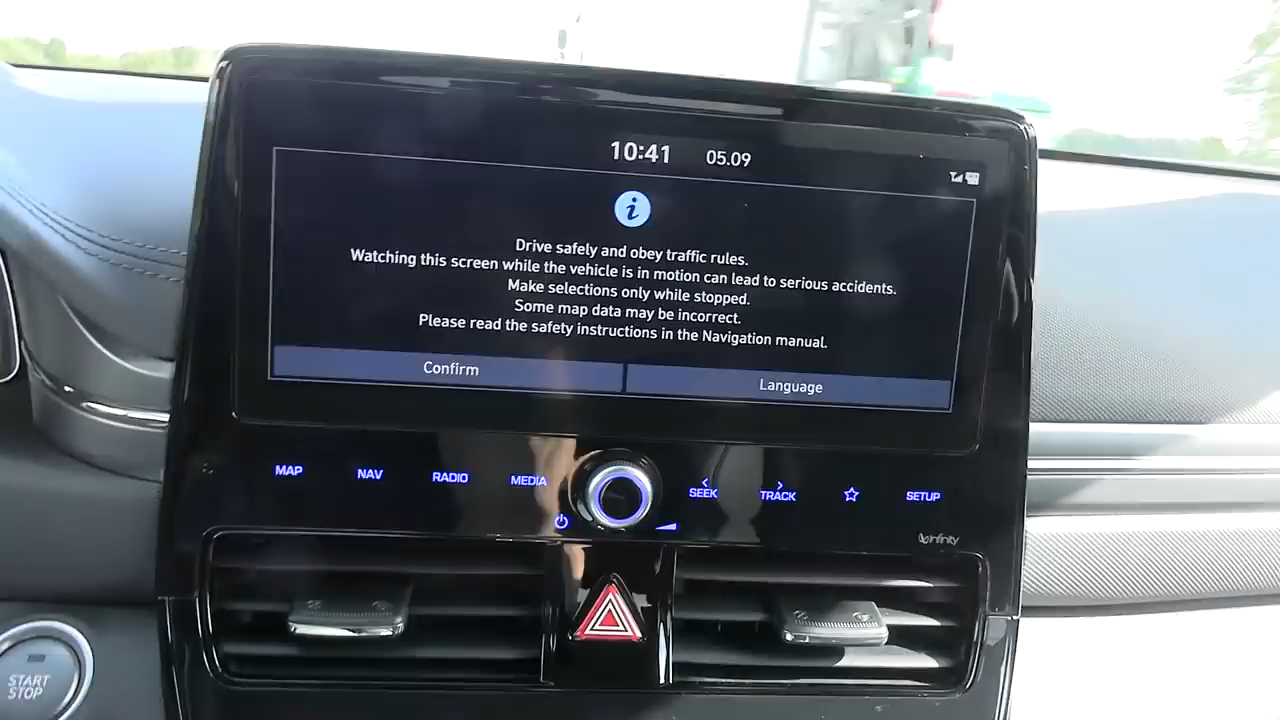 10:41 05.09
Drive safely and obey traffic rules.
Watching this screen while the vehicle is in motion can lead to serious accidents.
Make selections only while stopped.
Some map data may be incorrect.
Please read the safety instructions in the Navigation manual.
Confirm Language
MAP NAV RADIO MEDIA SEEK TRACK SETUP
infinity
START
STOP